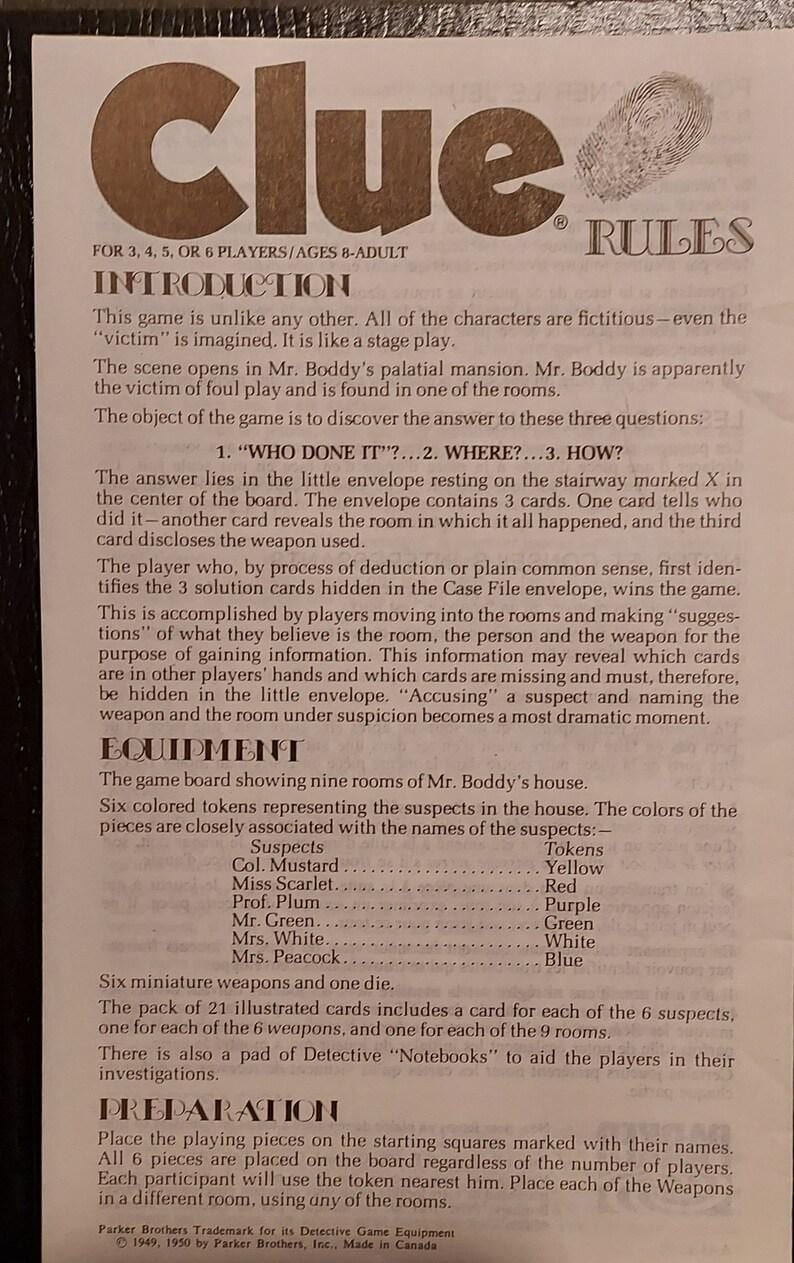 Clue® RULES
FOR 3, 4, 5, OR 6 PLAYERS/AGES 8-ADULT
INTRODUCTION
This game is unlike any other. All of the characters are fictitious—even the
"victim" is imagined. It is like a stage play.
The scene opens in Mr. Boddy's palatial mansion. Mr. Boddy is apparently
the victim of foul play and is found in one of the rooms.
The object of the game is to discover the answer to these three questions:
1. "WHO DONE IT"?...2. WHERE?...3. HOW?
The answer lies in the little envelope resting on the stairway marked X in
the center of the board. The envelope contains 3 cards. One card tells who
did it—another card reveals the room in which it all happened, and the third
card discloses the weapon used.
The player who, by process of deduction or plain common sense, first iden-
tifies the 3 solution cards hidden in the Case File envelope, wins the game.
This is accomplished by players moving into the rooms and making "sugges-
tions" of what they believe is the room, the person and the weapon for the
purpose of gaining information. This information may reveal which cards
are in other players' hands and which cards are missing and must, therefore,
be hidden in the little envelope. "Accusing" a suspect and naming the
weapon and the room under suspicion becomes a most dramatic moment.
EQUIPMENT
The game board showing nine rooms of Mr. Boddy's house.
Six colored tokens representing the suspects in the house. The colors of the
pieces are closely associated with the names of the suspects:—
Suspects Tokens
Col. Mustard ...................... Yellow
Miss Scarlet....................... Red
Prof. Plum ........................ Purple
Mr. Green......................... Green
Mrs. White........................ White
Mrs. Peacock...................... Blue
Six miniature weapons and one die.
The pack of 21 illustrated cards includes a card for each of the 6 suspects,
one for each of the 6 weapons, and one for each of the 9 rooms.
There is also a pad of Detective "Notebooks" to aid the players in their
investigations.
PREPARATION
Place the playing pieces on the starting squares marked with their names.
All 6 pieces are placed on the board regardless of the number of players.
Each participant will use the token nearest him. Place each of the Weapons
in a different room, using any of the rooms.
Parker Brothers Trademark for its Detective Game Equipment
© 1949, 1950 by Parker Brothers, Inc., Made in Canada